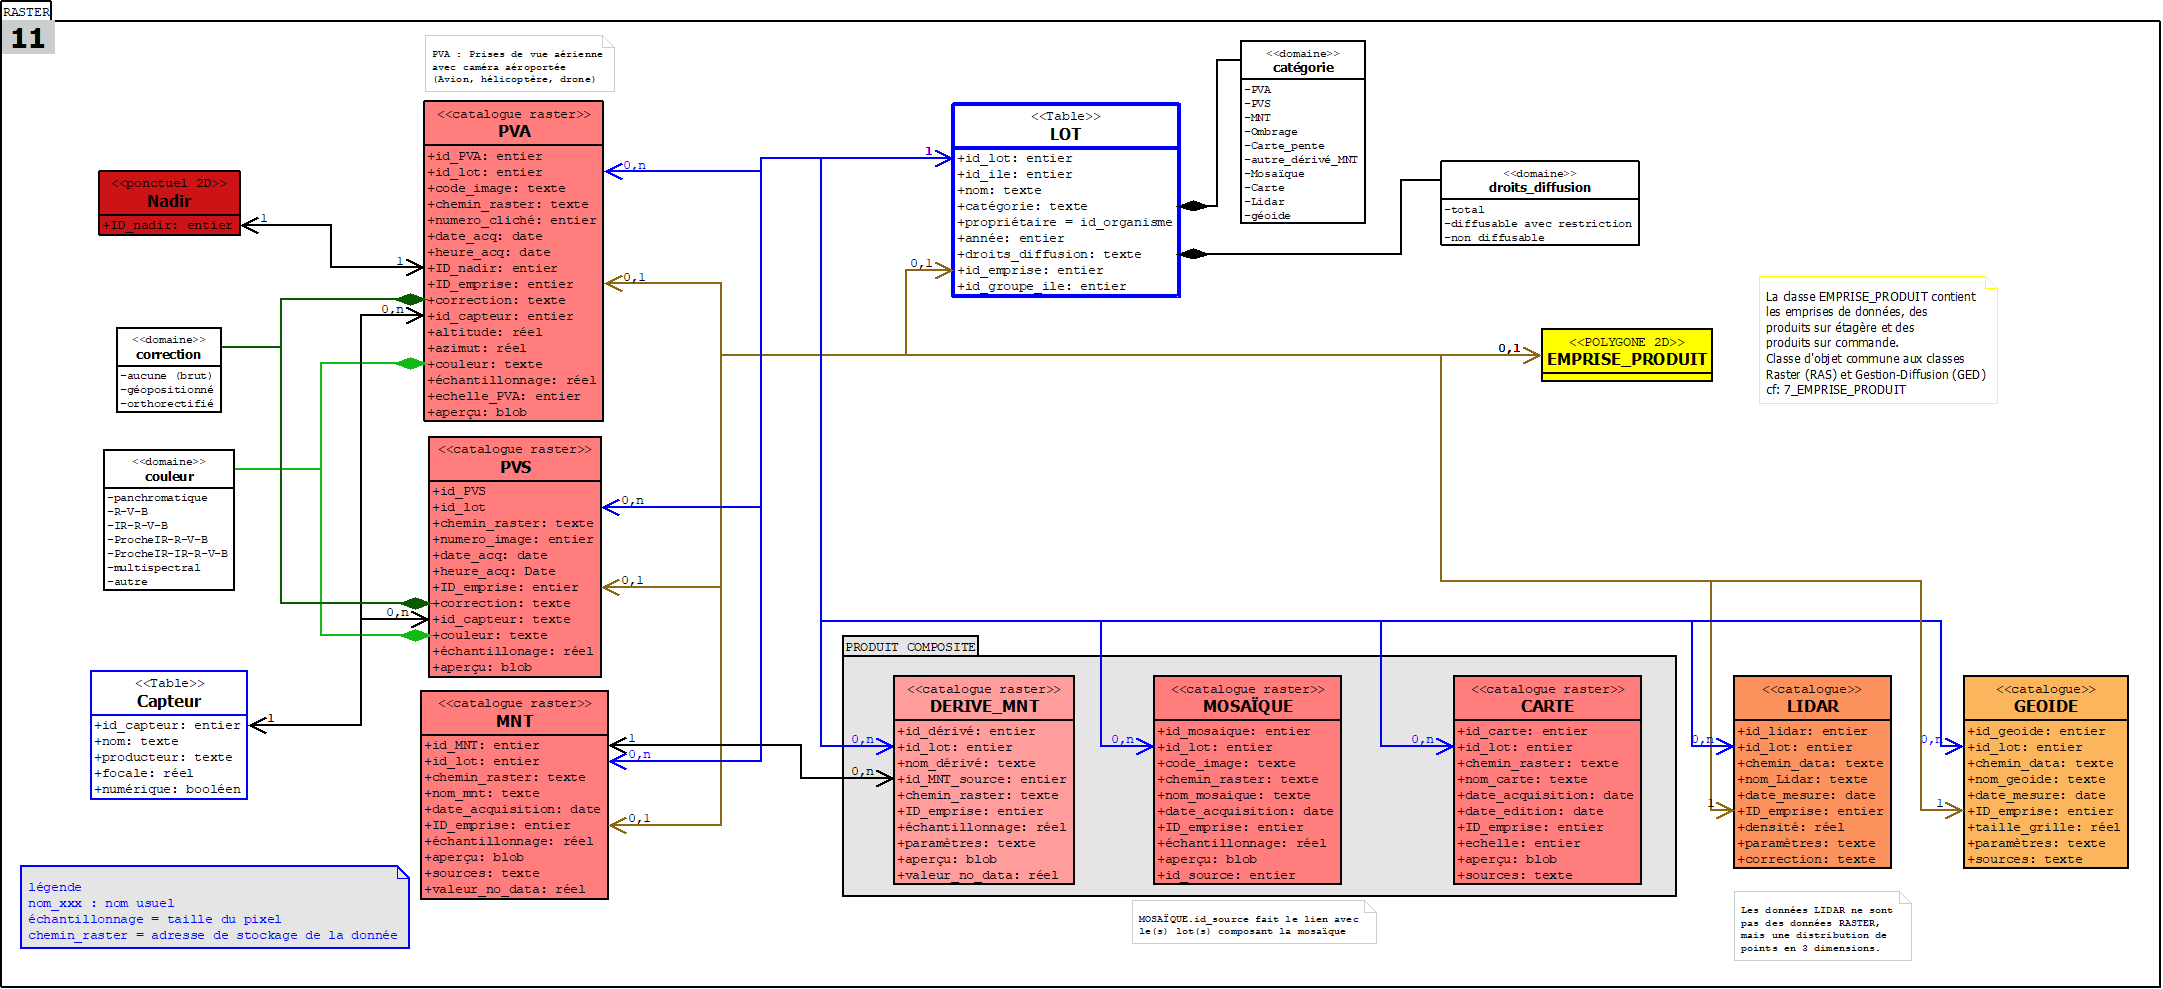 RASTER
11
PVA : Prises de vue aérienne
avec caméra aéroportée
(Avion, hélicoptère, drone)
<<catalogue raster>>
PVA
+id_PVA: entier
+id_lot: entier
+code_image: texte
+chemin_raster: texte
+numero_cliché: entier
+date_acq: date
+heure_acq: date
+ID_nadir: entier
+ID_emprise: entier
+correction: texte
+id_capteur: entier
+altitude: réel
+azimut: réel
+couleur: texte
+échantillonnage: réel
+echelle_PVA: entier
+aperçu: blob
<<ponctuel 2D>>
Nadir
+ID_nadir: entier
1
1
0,n
0,1
0,n
<<domaine>>
correction
-aucune (brut)
-géopositionné
-orthorectifié
<<domaine>>
couleur
-panchromatique
-R-V-B
-IR-R-V-B
-ProcheIR-R-V-B
-ProcheIR-IR-R-V-B
-multispectral
-autre
<<catalogue raster>>
PVS
+id_PVS
+id_lot
+chemin_raster: texte
+numero_image: entier
+date_acq: date
+heure_acq: Date
+ID_emprise: entier
+correction: texte
+id_capteur: texte
+couleur: texte
+échantillonage: réel
+aperçu: blob
0,n
0,1
0,n
<<Table>>
Capteur
+id_capteur: entier
+nom: texte
+producteur: texte
+focale: réel
+numérique: booléen
1
<<catalogue raster>>
MNT
+id_MNT: entier
+id_lot: entier
+chemin_raster: texte
+nom_mnt: texte
+date_acquisition: date
+ID_emprise: entier
+échantillonnage: réel
+aperçu: blob
+sources: texte
+valeur_no_data: réel
1
0,n
0,1
légende
nom_xxx : nom usuel
échantillonnage = taille du pixel
chemin_raster = adresse de stockage de la donnée
<<Table>>
LOT
+id_lot: entier
+id_ile: entier
+nom: texte
+catégorie: texte
+propriétaire = id_organisme
+année: entier
+droits_diffusion: texte
+id_emprise: entier
+id_groupe_ile: entier
1
0,1
<<domaine>>
catégorie
-PVA
-PVS
-MNT
-Ombrage
-Carte_pente
-autre_dérivé_MNT
-Mosaïque
-Carte
-Lidar
-géoide
<<domaine>>
droits_diffusion
-total
-diffusable avec restriction
-non diffusable
0,1
<<POLYGONE 2D>>
EMPRISE_PRODUIT
La classe EMPRISE_PRODUIT contient
les emprises de données, des
produits sur étagère et des
produits sur commande.
Classe d'objet commune aux classes
Raster (RAS) et Gestion-Diffusion (GED)
cf: 7_EMPRISE_PRODUIT
PRODUIT COMPOSITE
<<catalogue raster>>
DERIVE_MNT
+id_dérivé: entier
+id_lot: entier
+nom_dérivé: texte
+id_MNT_source: entier
+chemin_raster: texte
+ID_emprise: entier
+échantillonnage: réel
+paramètres: texte
+aperçu: blob
+valeur_no_data: réel
0,n
0,n
<<catalogue raster>>
MOSAÏQUE
+id_mosaique: entier
+id_lot: entier
+code_image: texte
+chemin_raster: texte
+nom_mosaique: texte
+date_acquisition: date
+ID_emprise: entier
+échantillonnage: réel
+aperçu: blob
+id_source: entier
0,n
<<catalogue raster>>
CARTE
+id_carte: entier
+id_lot: entier
+chemin_raster: texte
+nom_carte: texte
+date_acquisition: date
+date_edition: date
+ID_emprise: entier
+echelle: entier
+aperçu: blob
+sources: texte
0,n
<<catalogue>>
LIDAR
+id_lidar: entier
+id_lot: entier
+chemin_data: texte
+nom_Lidar: texte
+date_mesure: date
+ID_emprise: entier
+densité: réel
+paramètres: texte
+correction: texte
0,n
1
<<catalogue>>
GEOIDE
+id_geoide: entier
+id_lot: entier
+chemin_data: texte
+nom_geoide: texte
+date_mesure: date
+ID_emprise: entier
+taille_grille: réel
+paramètres: texte
+sources: texte
0,n
1
MOSAÏQUE.id_source fait le lien avec
le(s) lot(s) composant la mosaïque
Les données LIDAR ne sont
pas des données RASTER,
mais une distribution de
points en 3 dimensions.